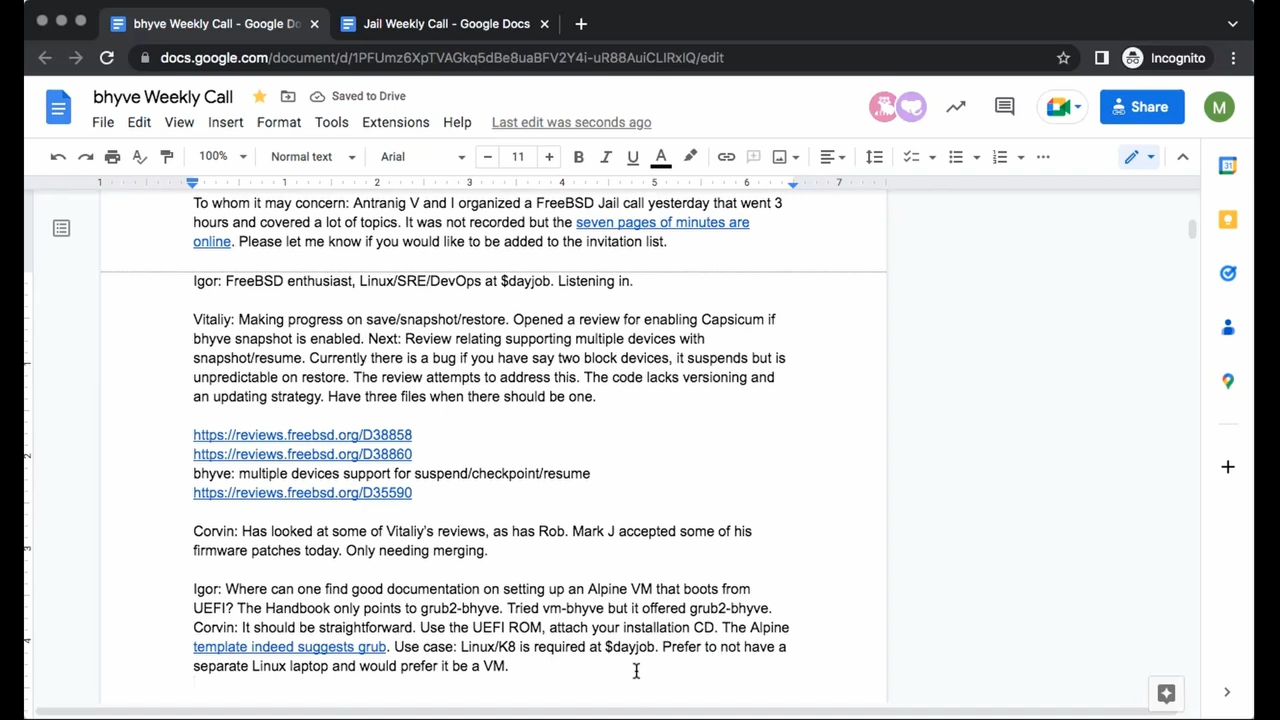 bhyve Weekly Call - Google Do
Jail Weekly Call - Google Docs
docs.google.com/document/d/1PFUmz6XpTVAGkq5dBe8uaBFV2Y4i-uR88AuiCLIRxIQ/edit
Incognito
bhyve Weekly Call
Saved to Drive
Share
M
File Edit View Insert Format Tools Extensions Help Last edit was seconds ago
100% Normal text Arial 11 B I U A
31
1 1 2 3 4 5 6 7
To whom it may concern: Antranig V and I organized a FreeBSD Jail call yesterday that went 3
hours and covered a lot of topics. It was not recorded but the seven pages of minutes are
online. Please let me know if you would like to be added to the invitation list.
Igor: FreeBSD enthusiast, Linux/SRE/DevOps at $dayjob. Listening in.
Vitaliy: Making progress on save/snapshot/restore. Opened a review for enabling Capsicum if
bhyve snapshot is enabled. Next: Review relating supporting multiple devices with
snapshot/resume. Currently there is a bug if you have say two block devices, it suspends but is
unpredictable on restore. The review attempts to address this. The code lacks versioning and
an updating strategy. Have three files when there should be one.
https://reviews.freebsd.org/D38858
https://reviews.freebsd.org/D38860
bhyve: multiple devices support for suspend/checkpoint/resume
https://reviews.freebsd.org/D35590
Corvin: Has looked at some of Vitaliy's reviews, as has Rob. Mark J accepted some of his
firmware patches today. Only needing merging.
Igor: Where can one find good documentation on setting up an Alpine VM that boots from
UEFI? The Handbook only points to grub2-bhyve. Tried vm-bhyve but it offered grub2-bhyve.
Corvin: It should be straightforward. Use the UEFI ROM, attach your installation CD. The Alpine
template indeed suggests grub. Use case: Linux/K8 is required at $dayjob. Prefer to not have a
separate Linux laptop and would prefer it be a VM.
1
2
3
4